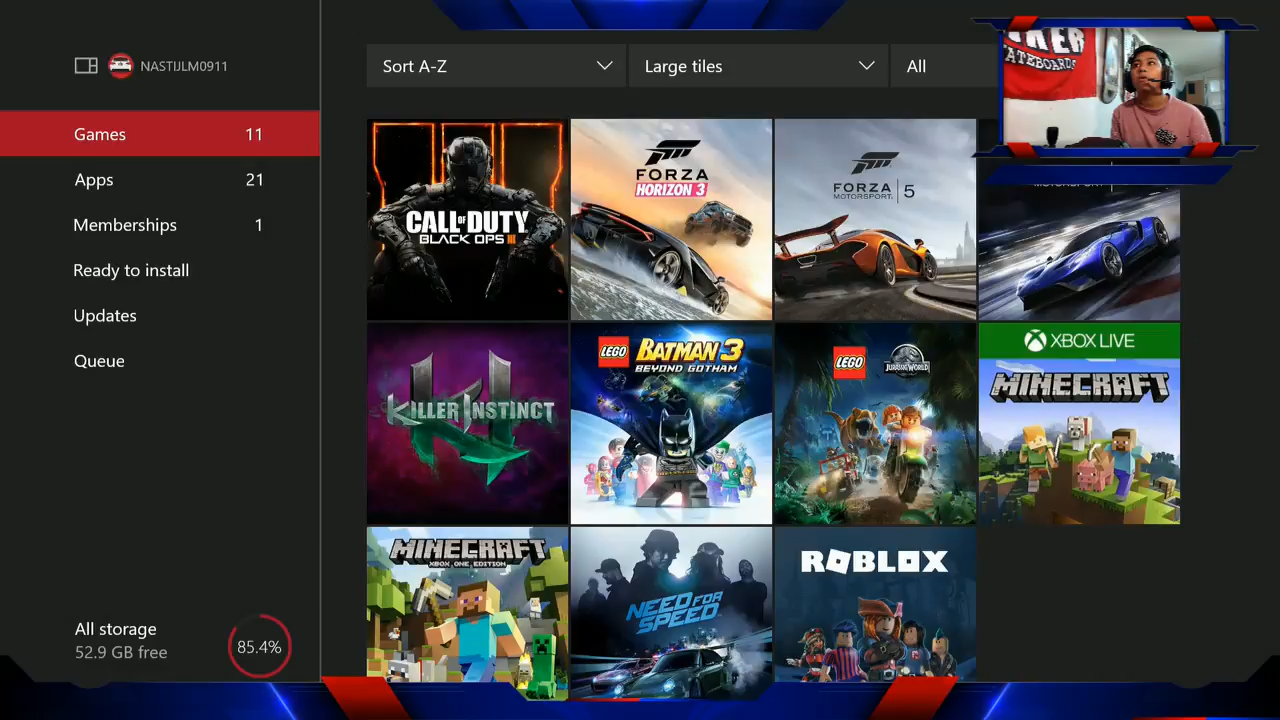 NASTIJLM0911
Games 11
Apps 21
Memberships 1
Ready to install
Updates
Queue
All storage
52.9 GB free
85.4%
Sort A-Z
Large tiles
All
ATEBOARDS
CALL OF DUTY
BLACK OPS III
FORZA
HORIZON 3
FORZA
MOTORSPORT 5
MOTORSPORT
KILLER INSTINCT
LEGO BATMAN 3
BEYOND GOTHAM
LEGO JURASSIC WORLD
XBOX LIVE
MINECRAFT
MINECRAFT
XBOX ONE EDITION
NEED FOR
SPEED
ROBLOX